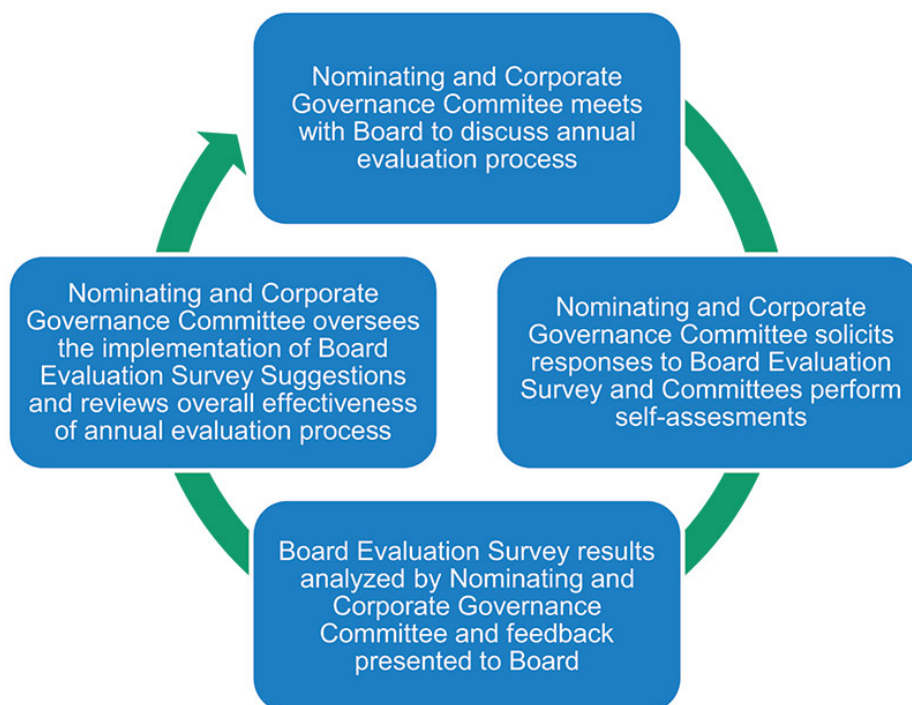 Nominating and Corporate
Governance Commitee meets
with Board to discuss annual
evaluation process
Nominating and Corporate
Governance Committee solicits
responses to Board Evaluation
Survey and Committees perform
self-assesments
Board Evaluation Survey results
analyzed by Nominating and
Corporate Governance
Committee and feedback
presented to Board
Nominating and Corporate
Governance Committee oversees
the implementation of Board
Evaluation Survey Suggestions
and reviews overall effectiveness
of annual evaluation process